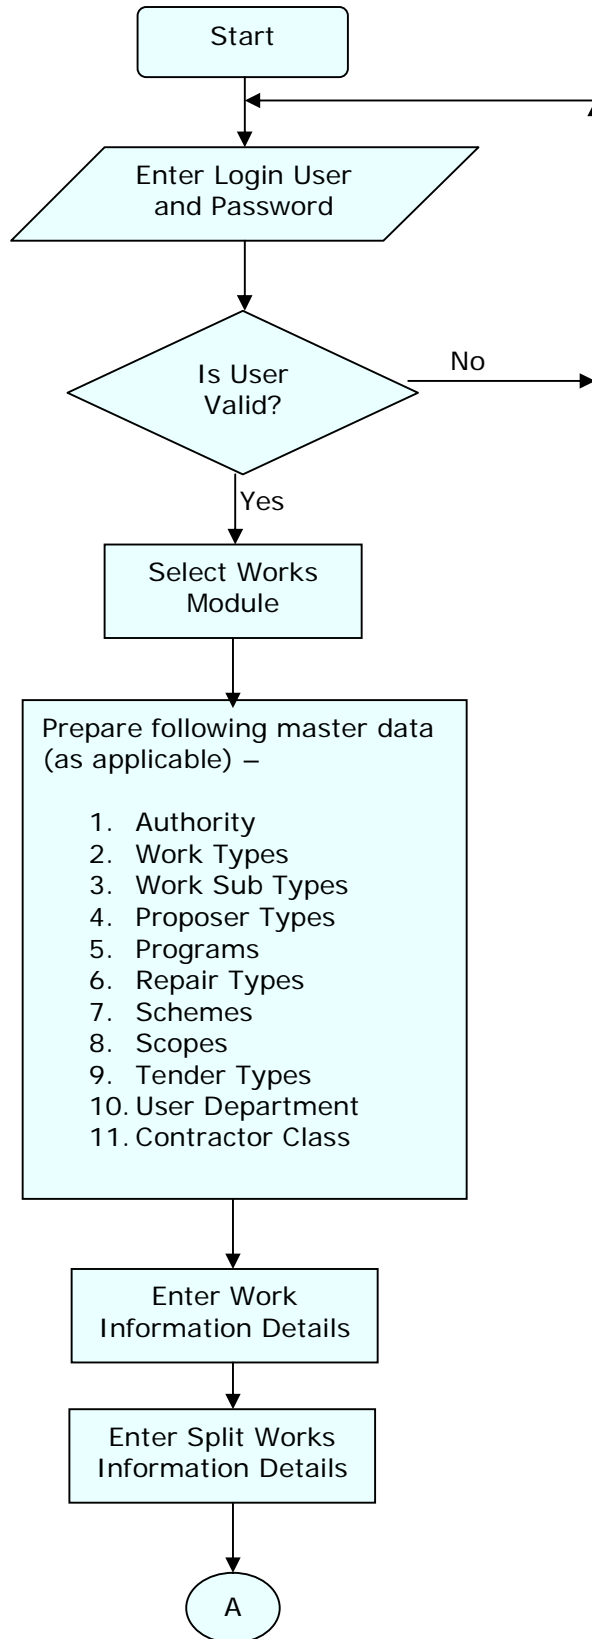 Start
Enter Login User
and Password
Is User
Valid?
No
Yes
Select Works
Module
Prepare following master data
(as applicable) –
1. Authority
2. Work Types
3. Work Sub Types
4. Proposer Types
5. Programs
6. Repair Types
7. Schemes
8. Scopes
9. Tender Types
10. User Department
11. Contractor Class
Enter Work
Information Details
Enter Split Works
Information Details
A